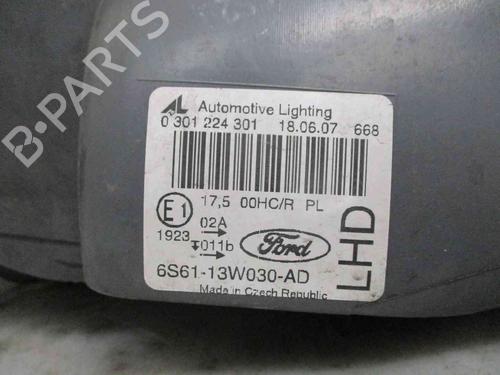 AL Automotive Lighting
0 301 224 301 18.06.07 668
17,5 00HC/R PL
E1 02A
1923 011b
Ford
6S61-13W030-AD
Made in Czech Republic
LHD
B-PARTS